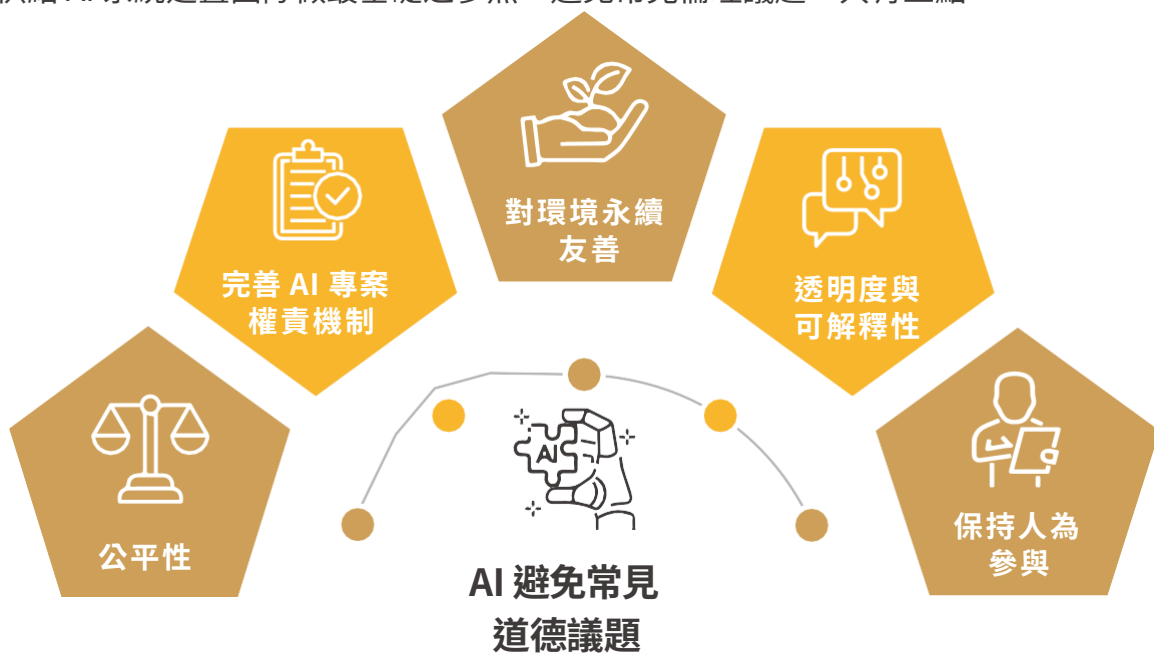 AI
對環境永續
友善
完善 AI 專案
權責機制
透明度與
可解釋性
公平性
保持人為
參與
AI
AI 避免常見
道德議題